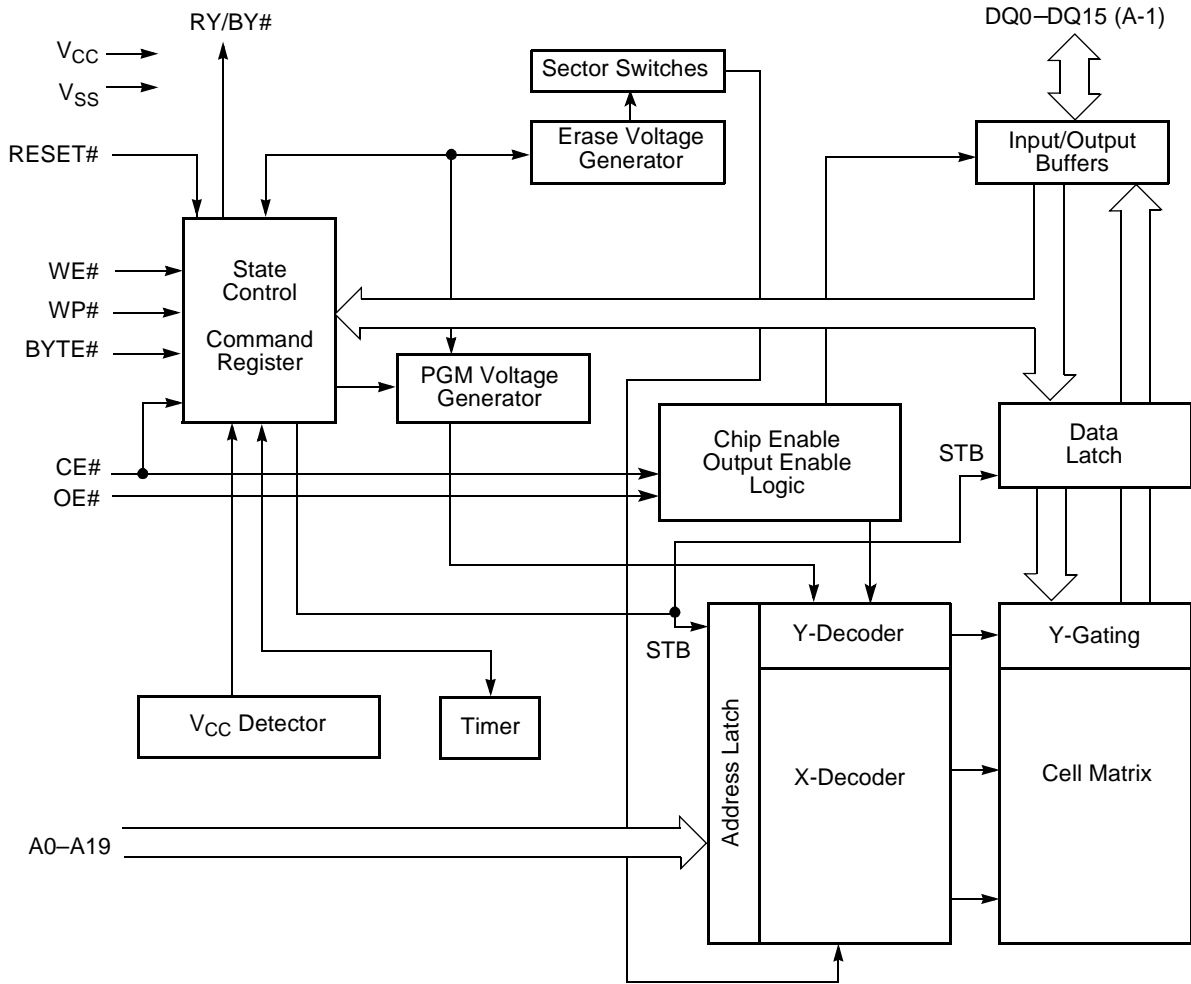 RY/BY#
DQ0–DQ15 (A-1)
VCC
VSS
Sector Switches
Erase Voltage
Generator
Input/Output
Buffers
RESET#
WE#
WP#
BYTE#
State
Control
Command
Register
PGM Voltage
Generator
CE#
OE#
Chip Enable
Output Enable
Logic
STB
Data
Latch
STB
Y-Decoder
Y-Gating
VCC Detector
Timer
Address Latch
X-Decoder
Cell Matrix
A0–A19